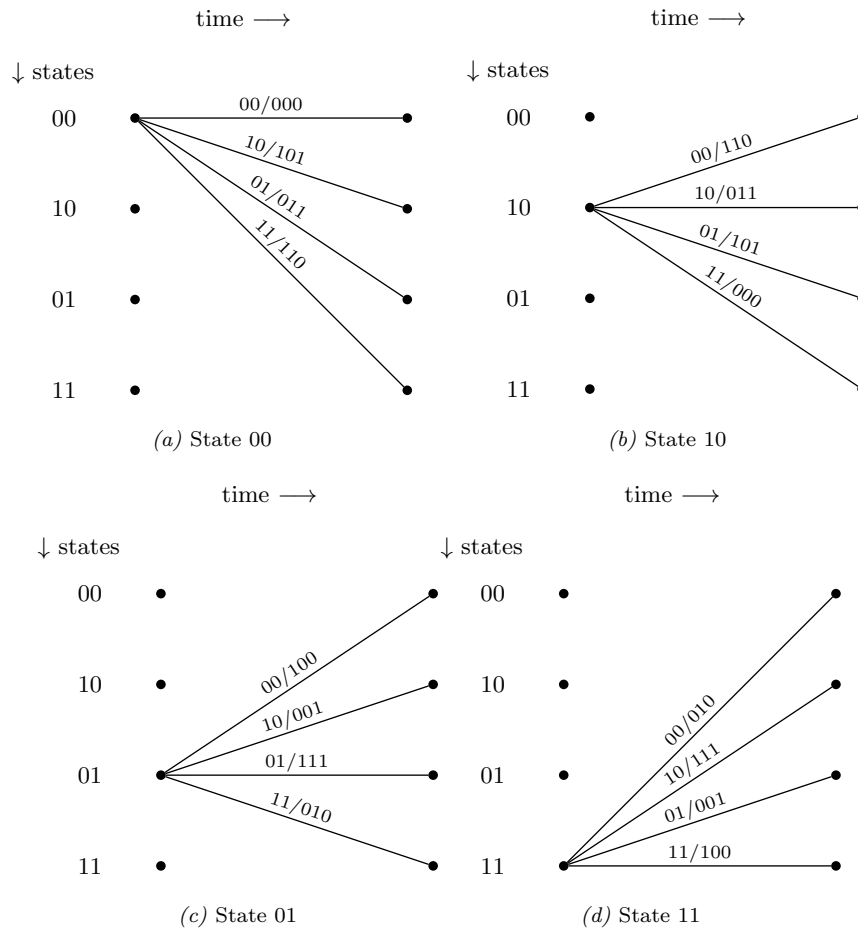 time ⟶
↓ states
00
00/000
10/101
10
01/011
11/110
01
11
(a) State 00
time ⟶
↓ states
00
00/110
10
10/011
01/101
11/000
01
11
(b) State 10
time ⟶
↓ states
00
00/100
10
10/001
01
01/111
11/010
11
(c) State 01
time ⟶
↓ states
00
10
00/010
10/111
01
01/001
11
11/100
(d) State 11